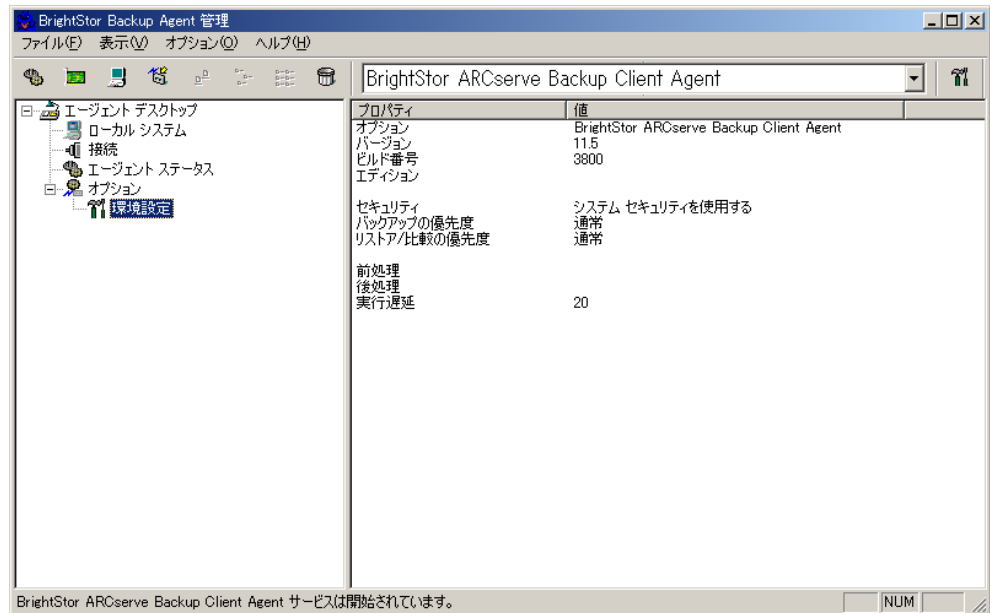 BrightStor Backup Agent 管理
ファイル(F) 表示(V) オプション(O) ヘルプ(H)
BrightStor ARCserve Backup Client Agent
エージェント デスクトップ
ローカル システム
接続
エージェント ステータス
オプション
環境設定
プロパティ 値
オプション BrightStor ARCserve Backup Client Agent
バージョン 11.5
ビルド番号 3800
エディション
セキュリティ システム セキュリティを使用する
バックアップの優先度 通常
リストア/比較の優先度 通常
前処理
後処理
実行遅延 20
BrightStor ARCserve Backup Client Agent サービスは開始されています。
NUM